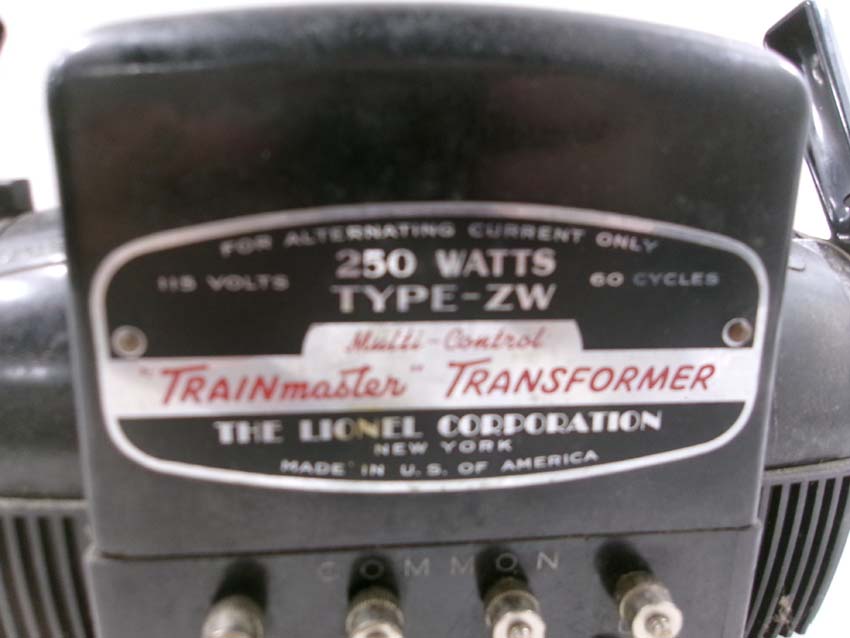 FOR ALTERNATING CURRENT ONLY
115 VOLTS 250 WATTS 60 CYCLES
TYPE-ZW
Multi-Control
"TRAINmaster" TRANSFORMER
THE LIONEL CORPORATION
NEW YORK
MADE IN U.S. OF AMERICA
COMMON